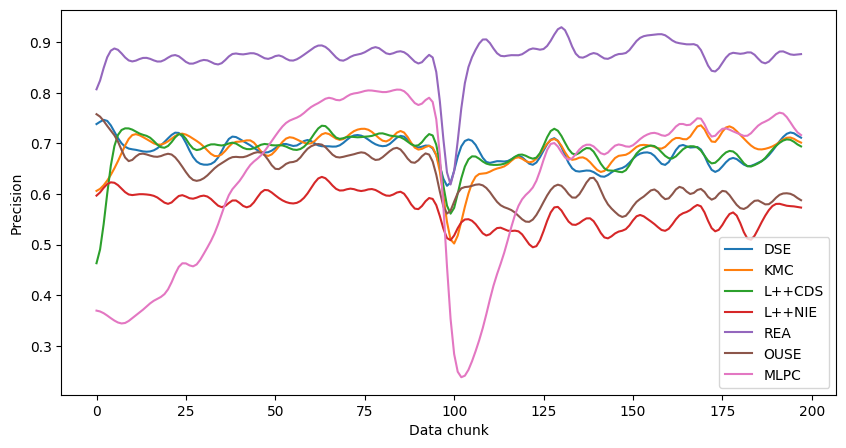 Precision
0.9
0.8
0.7
0.6
0.5
0.4
0.3
0
25
50
75
100
125
150
175
200
Data chunk
DSE
KMC
L++CDS
L++NIE
REA
OUSE
MLPC